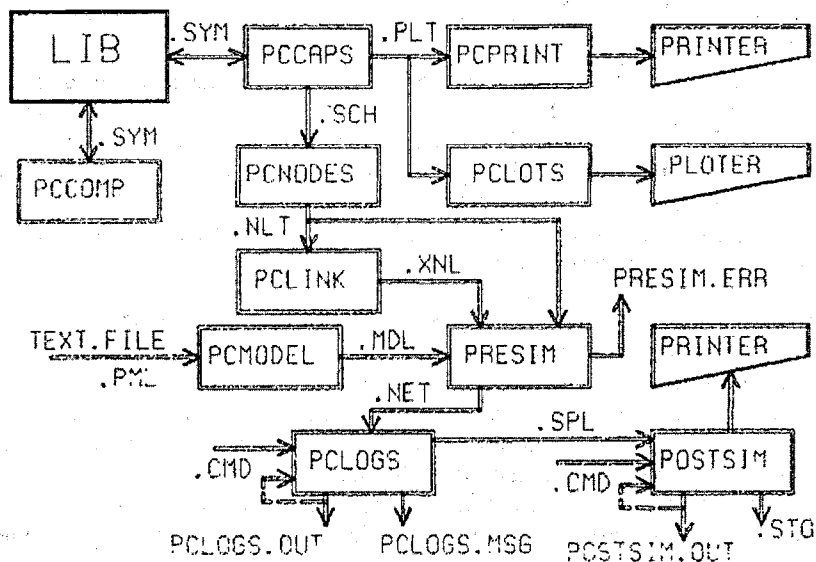 LIB
.SYM
PCCAPS
.PLT
PCPRINT
PRINTER
.SYM
.SCH
PCCOMP
PCNODES
PCLOTS
PLOTER
.NLT
PCLINK
.XNL
PRESIM.ERR
TEXT.FILE
.PML
PCMODEL
.MDL
PRESIM
PRINTER
.NET
.CMD
PCLOGS
.SPL
.CMD
POSTSIM
PCLOGS.OUT
PCLOGS.MSG
POSTSIM.OUT
.STG